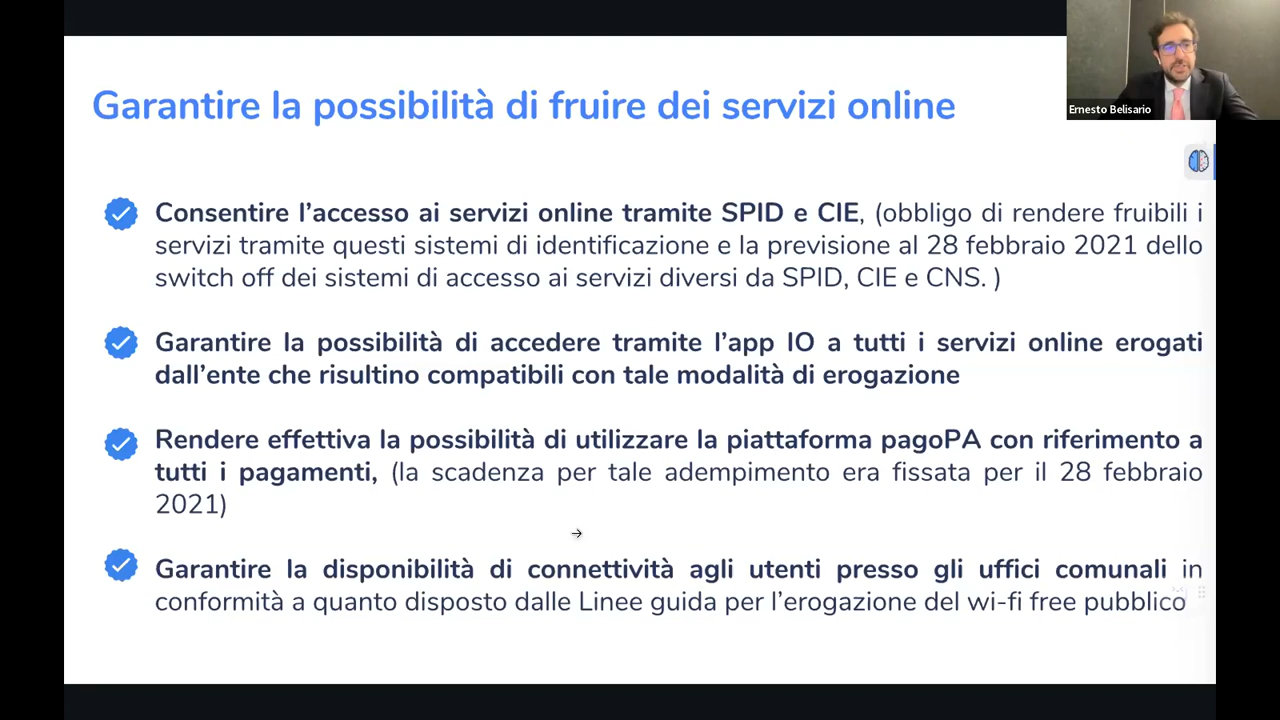 Garantire la possibilità di fruire dei servizi online
Ernesto Belisario
Consentire l’accesso ai servizi online tramite SPID e CIE, (obbligo di rendere fruibili i
servizi tramite questi sistemi di identificazione e la previsione al 28 febbraio 2021 dello
switch off dei sistemi di accesso ai servizi diversi da SPID, CIE e CNS. )
Garantire la possibilità di accedere tramite l’app IO a tutti i servizi online erogati
dall’ente che risultino compatibili con tale modalità di erogazione
Rendere effettiva la possibilità di utilizzare la piattaforma pagoPA con riferimento a
tutti i pagamenti, (la scadenza per tale adempimento era fissata per il 28 febbraio
2021)
Garantire la disponibilità di connettività agli utenti presso gli uffici comunali in
conformità a quanto disposto dalle Linee guida per l’erogazione del wi-fi free pubblico